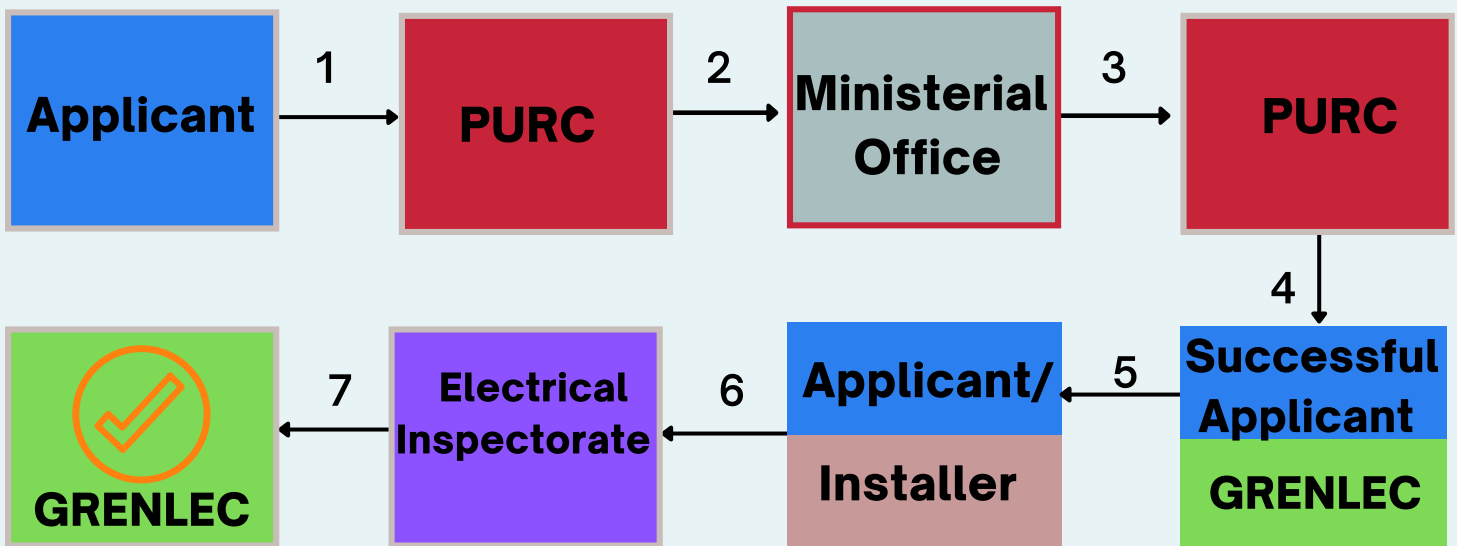 Applicant
1
PURC
2
Ministerial
Office
3
PURC
4
Successful
Applicant
GRENLEC
5
Applicant/
Installer
6
Electrical
Inspectorate
7
GRENLEC